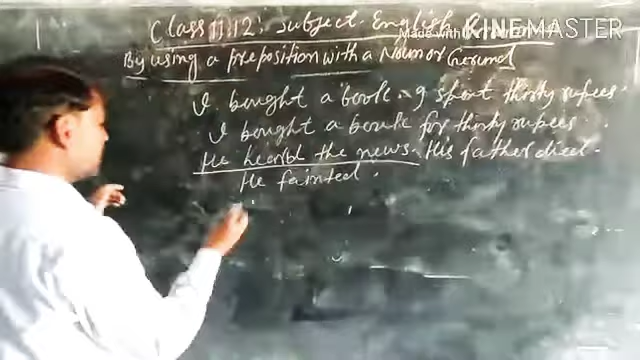 Class 11.12. Subject. English
Made With KINEMASTER
By using a preposition with a Noun or Gerund
I bought a book. I spent thirty rupees.
I bought a book for thirty rupees.
He heard the news. His father died.
He fainted.